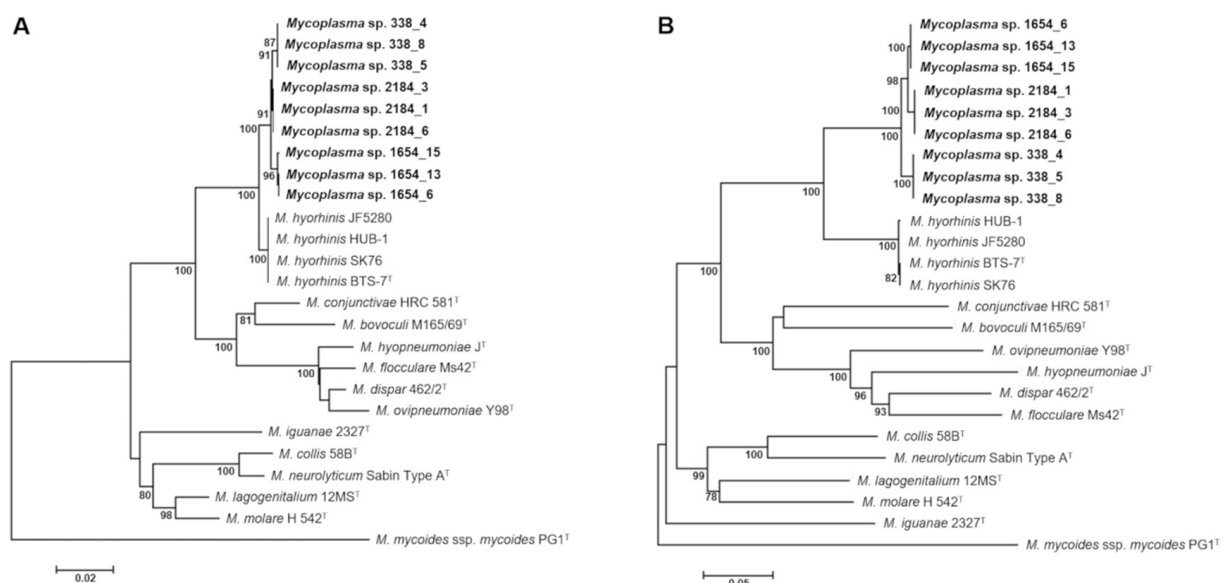 A
Mycoplasma sp. 338_4
87
Mycoplasma sp. 338_8
91
Mycoplasma sp. 338_5
Mycoplasma sp. 2184_3
91
Mycoplasma sp. 2184_1
100
Mycoplasma sp. 2184_6
Mycoplasma sp. 1654_15
96
Mycoplasma sp. 1654_13
100
Mycoplasma sp. 1654_6
M. hyorhinis JF5280
M. hyorhinis HUB-1
100
M. hyorhinis SK76
100
M. hyorhinis BTS-7ᵀ
M. conjunctivae HRC 581ᵀ
81
M. bovoculi M165/69ᵀ
100
M. hyopneumoniae Jᵀ
100
M. flocculare Ms42ᵀ
M. dispar 462/2ᵀ
M. ovipneumoniae Y98ᵀ
M. iguanae 2327ᵀ
M. collis 58Bᵀ
100
M. neurolyticum Sabin Type Aᵀ
80
M. lagogenitalium 12MSᵀ
98
M. molare H 542ᵀ
M. mycoides ssp. mycoides PG1ᵀ
0.02
B
Mycoplasma sp. 1654_6
100
Mycoplasma sp. 1654_13
Mycoplasma sp. 1654_15
98
Mycoplasma sp. 2184_1
100
Mycoplasma sp. 2184_3
100
100
Mycoplasma sp. 2184_6
Mycoplasma sp. 338_4
Mycoplasma sp. 338_5
100
100
Mycoplasma sp. 338_8
M. hyorhinis HUB-1
100
M. hyorhinis JF5280
M. hyorhinis BTS-7ᵀ
100
82
M. hyorhinis SK76
M. conjunctivae HRC 581ᵀ
M. bovoculi M165/69ᵀ
100
M. ovipneumoniae Y98ᵀ
100
M. hyopneumoniae Jᵀ
96
M. dispar 462/2ᵀ
93
M. flocculare Ms42ᵀ
M. collis 58Bᵀ
100
M. neurolyticum Sabin Type Aᵀ
99
M. lagogenitalium 12MSᵀ
78
M. molare H 542ᵀ
M. iguanae 2327ᵀ
M. mycoides ssp. mycoides PG1ᵀ
0.05